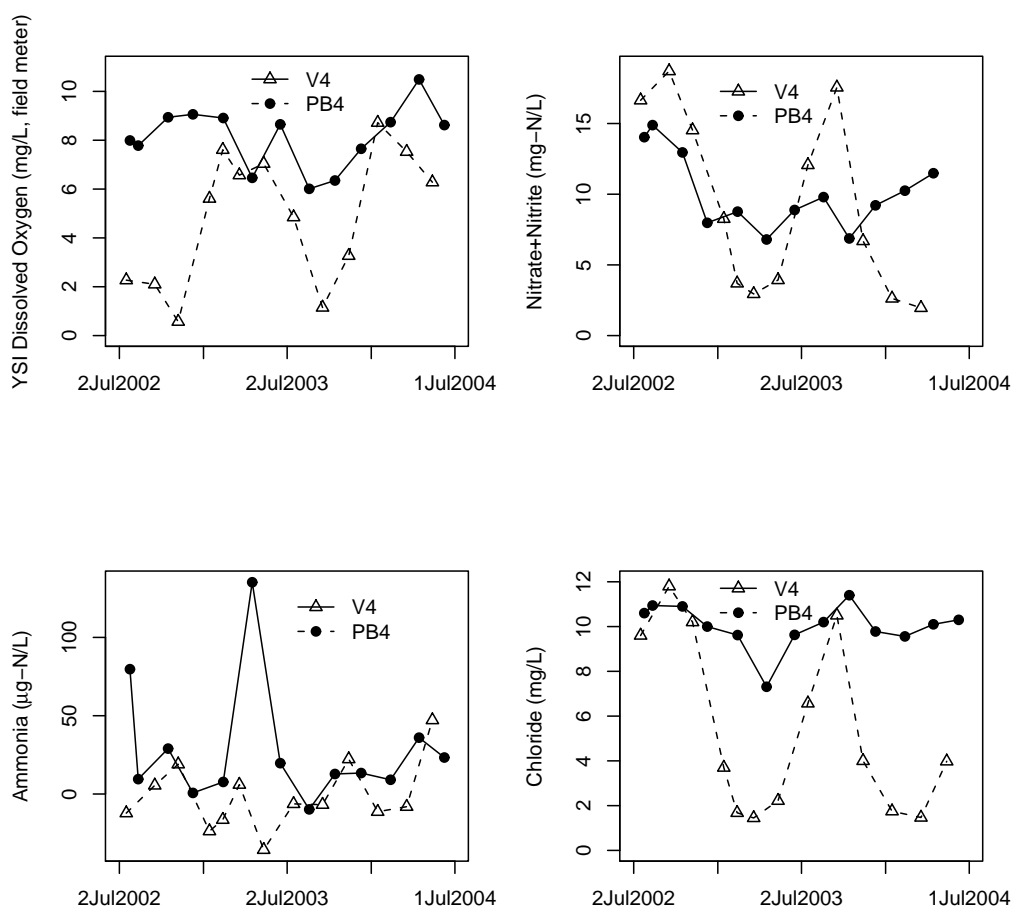 YSI Dissolved Oxygen (mg/L, field meter)
0 2 4 6 8 10
V4
PB4
2Jul2002 2Jul2003 1Jul2004
Nitrate+Nitrite (mg−N/L)
0 5 10 15
V4
PB4
2Jul2002 2Jul2003 1Jul2004
Ammonia (μg−N/L)
0 50 100
V4
PB4
2Jul2002 2Jul2003 1Jul2004
Chloride (mg/L)
0 2 4 6 8 10 12
V4
PB4
2Jul2002 2Jul2003 1Jul2004